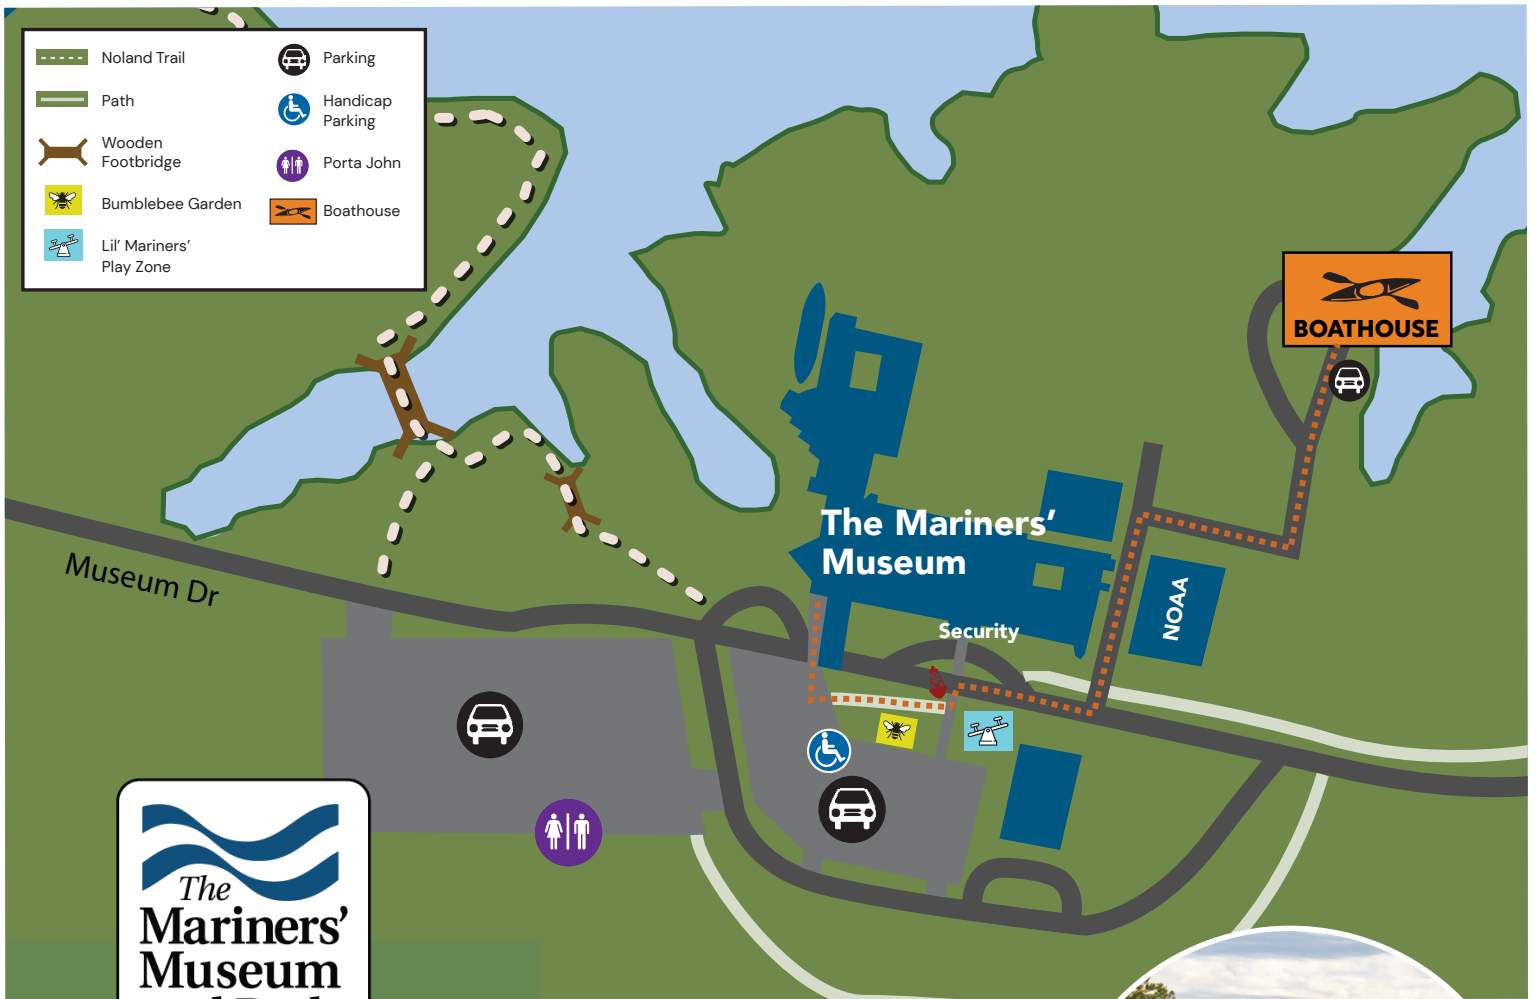 Noland Trail
Path
Wooden
Footbridge
Bumblebee Garden
Lil’ Mariners’
Play Zone
Parking
Handicap
Parking
Porta John
Boathouse
BOATHOUSE
The Mariners’
Museum
NOAA
Security
Museum Dr
The
Mariners’
Museum